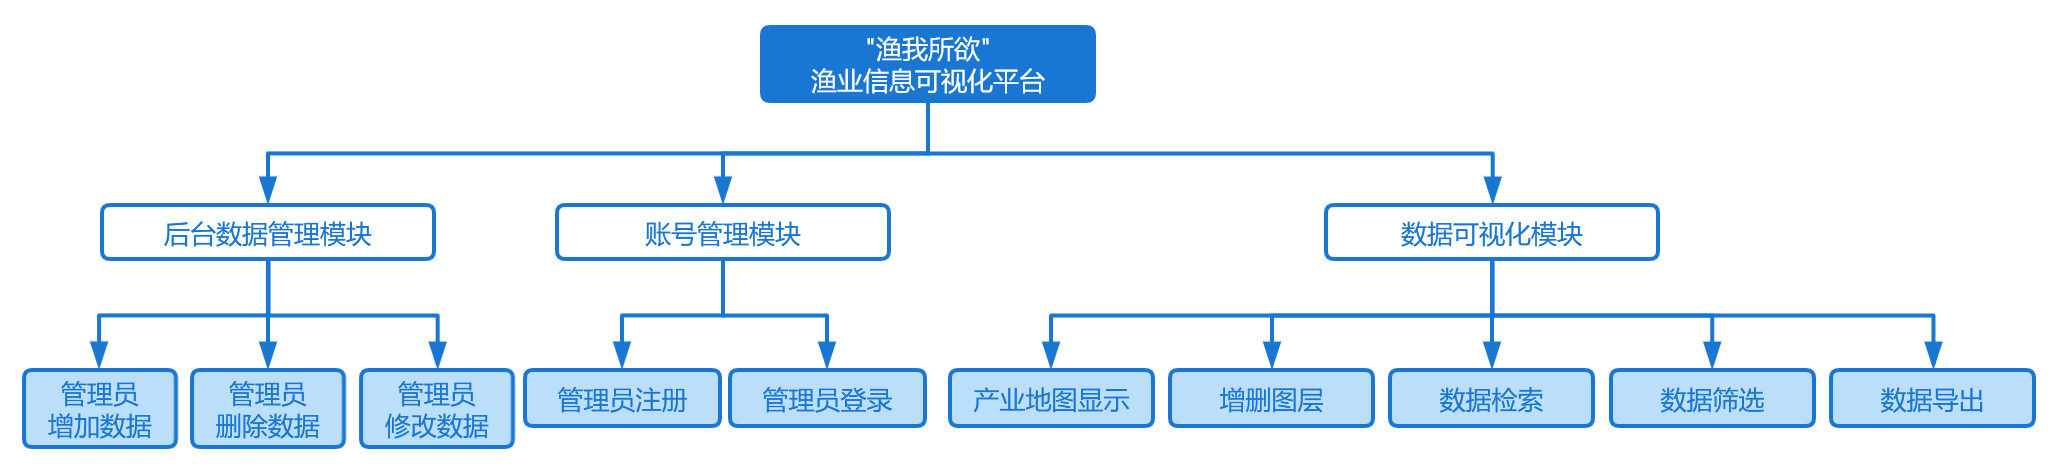 "渔我所欲"
渔业信息可视化平台
后台数据管理模块
账号管理模块
数据可视化模块
管理员
增加数据
管理员
删除数据
管理员
修改数据
管理员注册
管理员登录
产业地图显示
增删图层
数据检索
数据筛选
数据导出